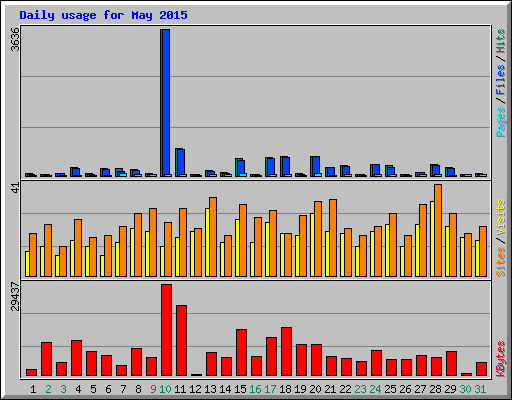 Daily usage for May 2015
3636
Pages / Files / Hits
41
Sites / Visits
29437
KBytes
1 2 3 4 5 6 7 8 9 10 11 12 13 14 15 16 17 18 19 20 21 22 23 24 25 26 27 28 29 30 31